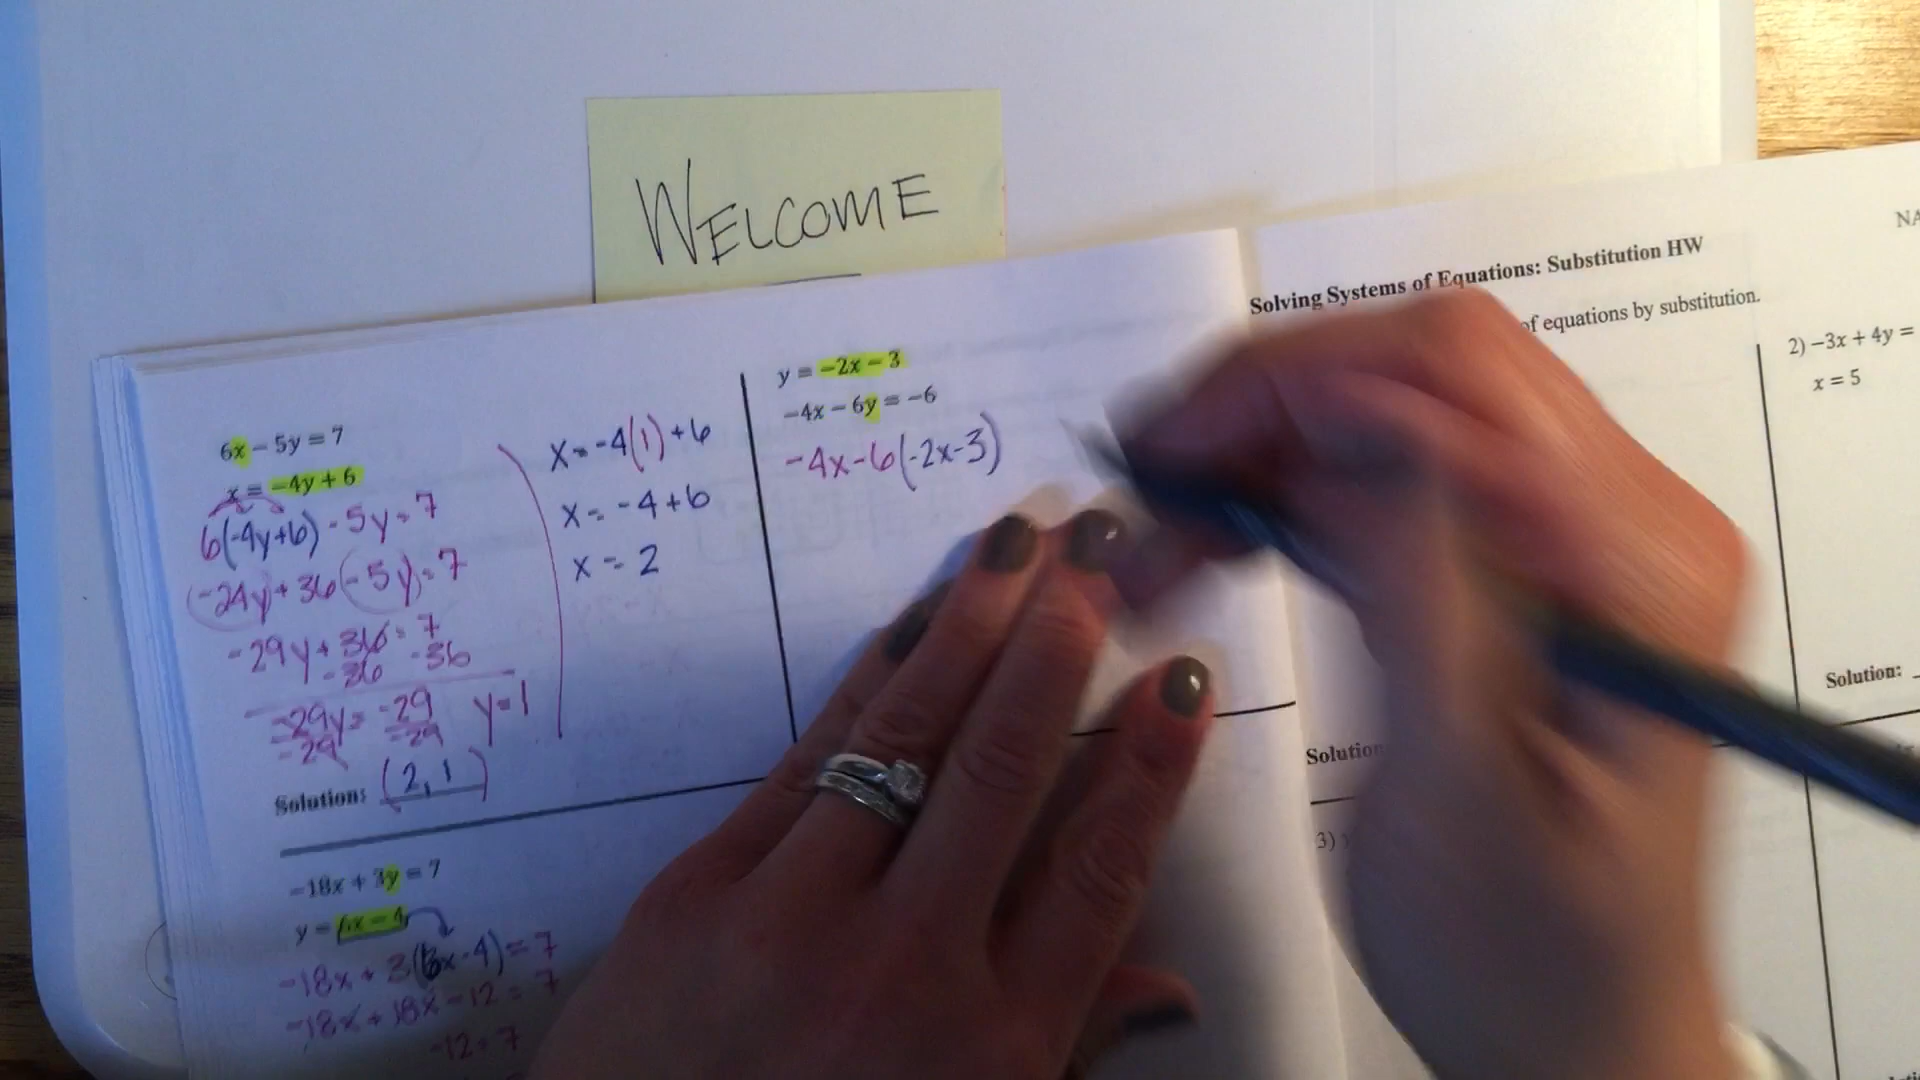 WELCOME
6x − 5y = 7
x = −4y + 6
6(-4y+6) - 5y = 7
-24y + 36 - 5y = 7
-29y + 36 = 7
-36 -36
-29y = -29
-29 -29
y = 1
Solution: (2, 1)
x = -4(1) + 6
x = -4 + 6
x = 2
y = −2x − 3
−4x − 6y = −6
-4x-6(-2x-3)
−18x + 3y = 7
y = 6x − 4
-18x + 3(6x-4) = 7
-18x + 18x - 12 = 7
-12 = 7
NA
Solving Systems of Equations: Substitution HW
of equations by substitution.
2) −3x + 4y =
x = 5
Solution:
Solution
3)